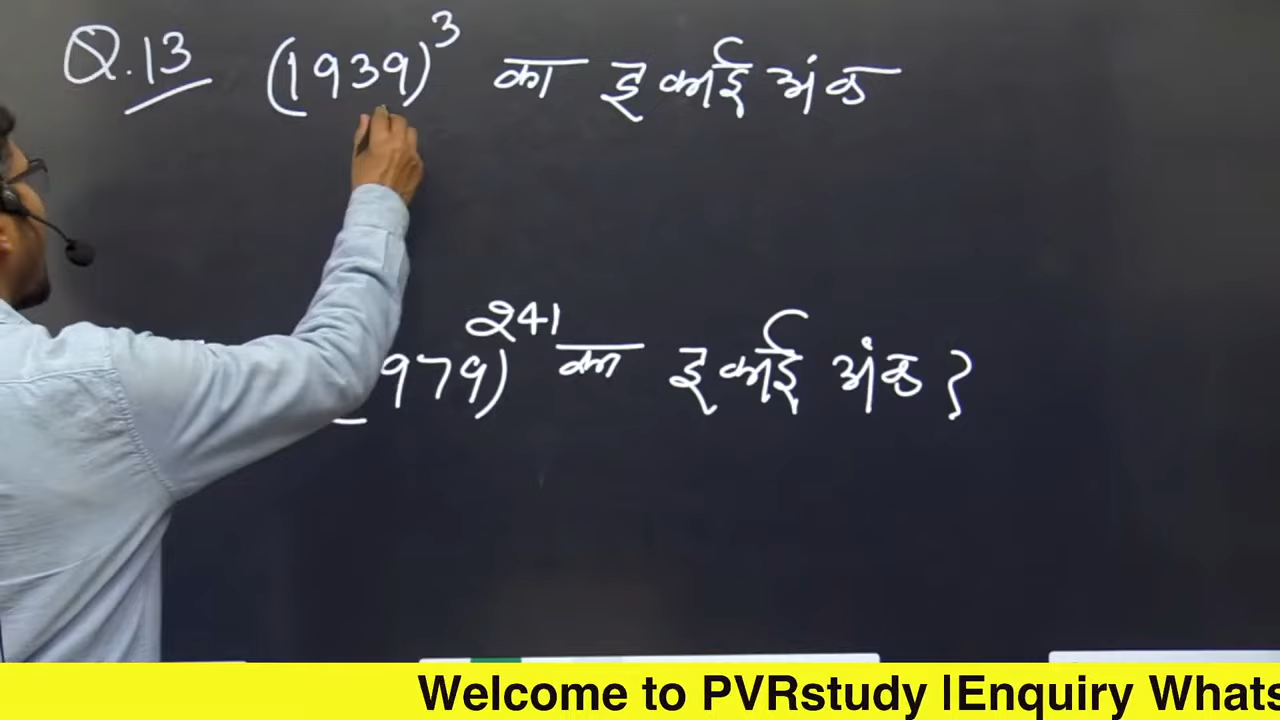 Q.13 (1939)³ का इकाई अंक
979)²⁴¹ का इकाई अंक ?
Welcome to PVRstudy |Enquiry Whats